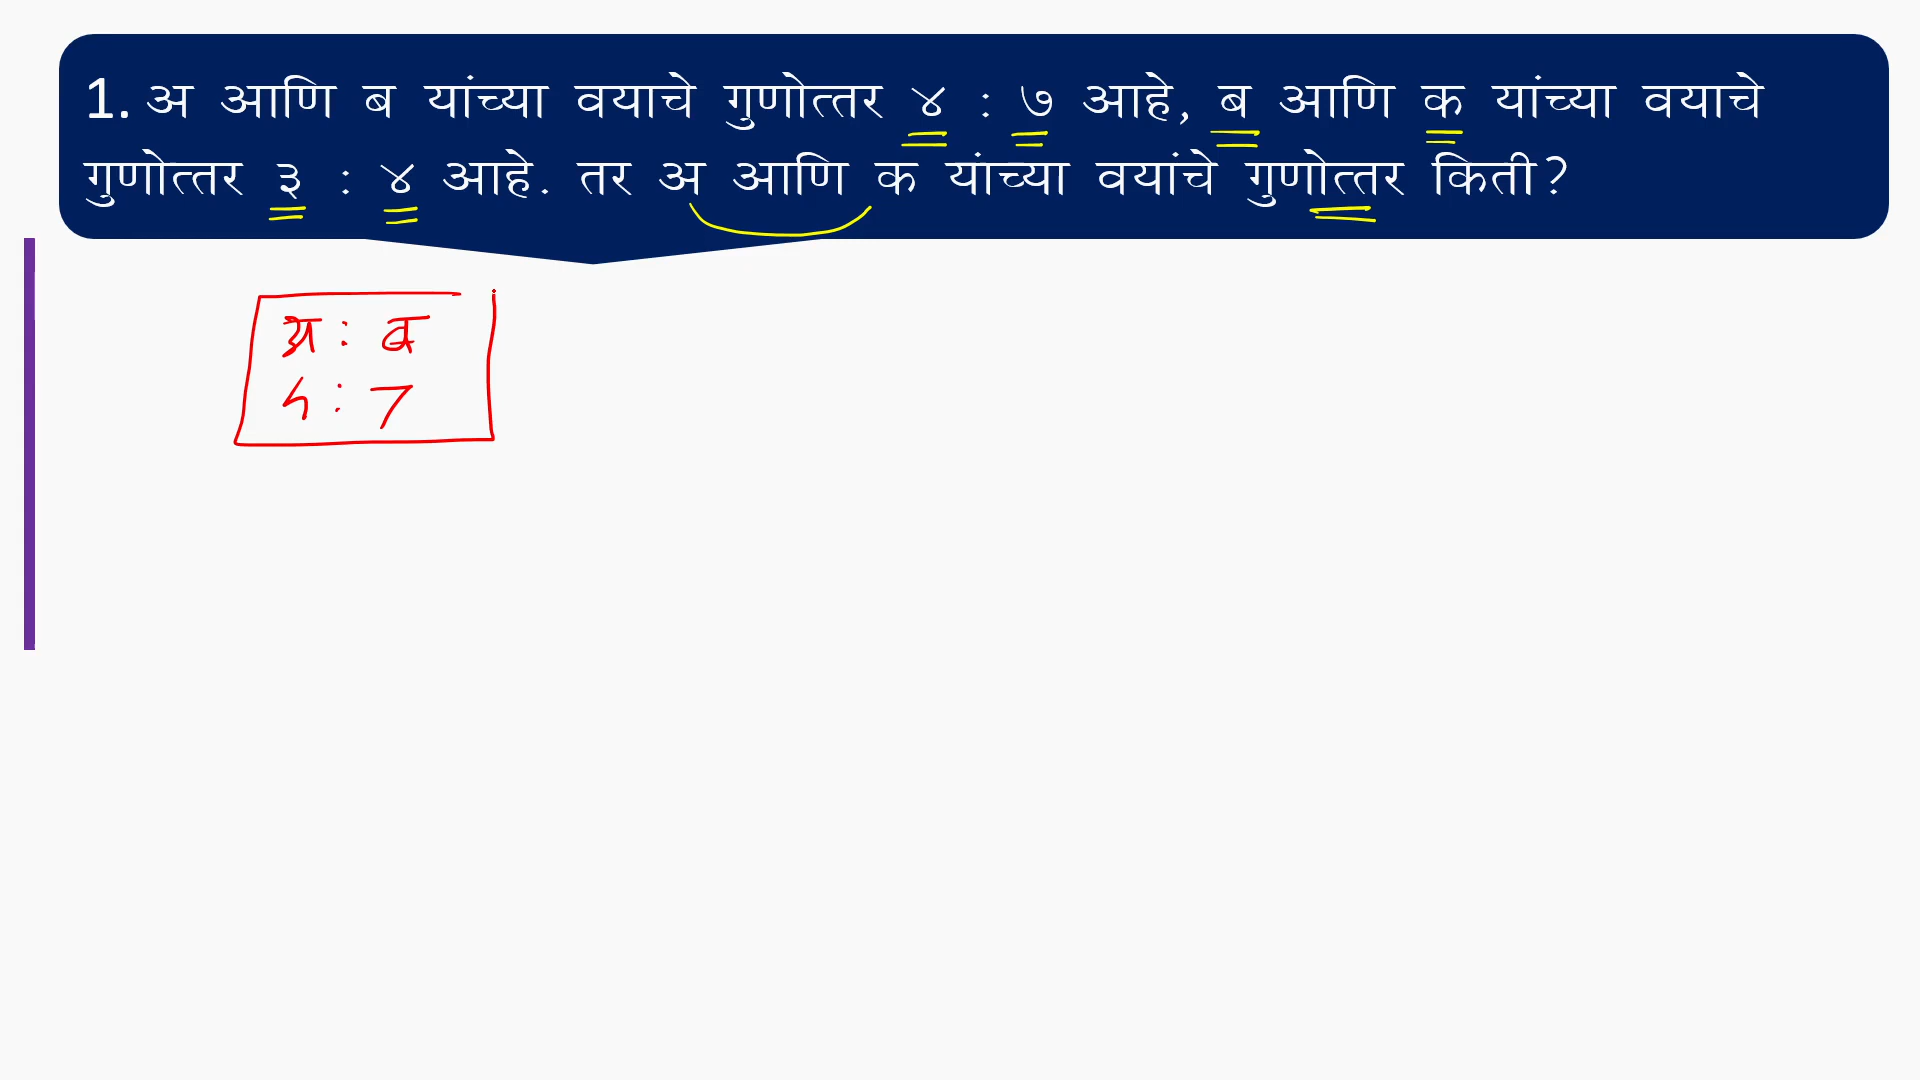 1. अ आणि ब यांच्या वयाचे गुणोत्तर ४ : ७ आहे, ब आणि क यांच्या वयाचे
गुणोत्तर ३ : ४ आहे. तर अ आणि क यांच्या वयांचे गुणोत्तर किती?
अ : ब
4 : 7